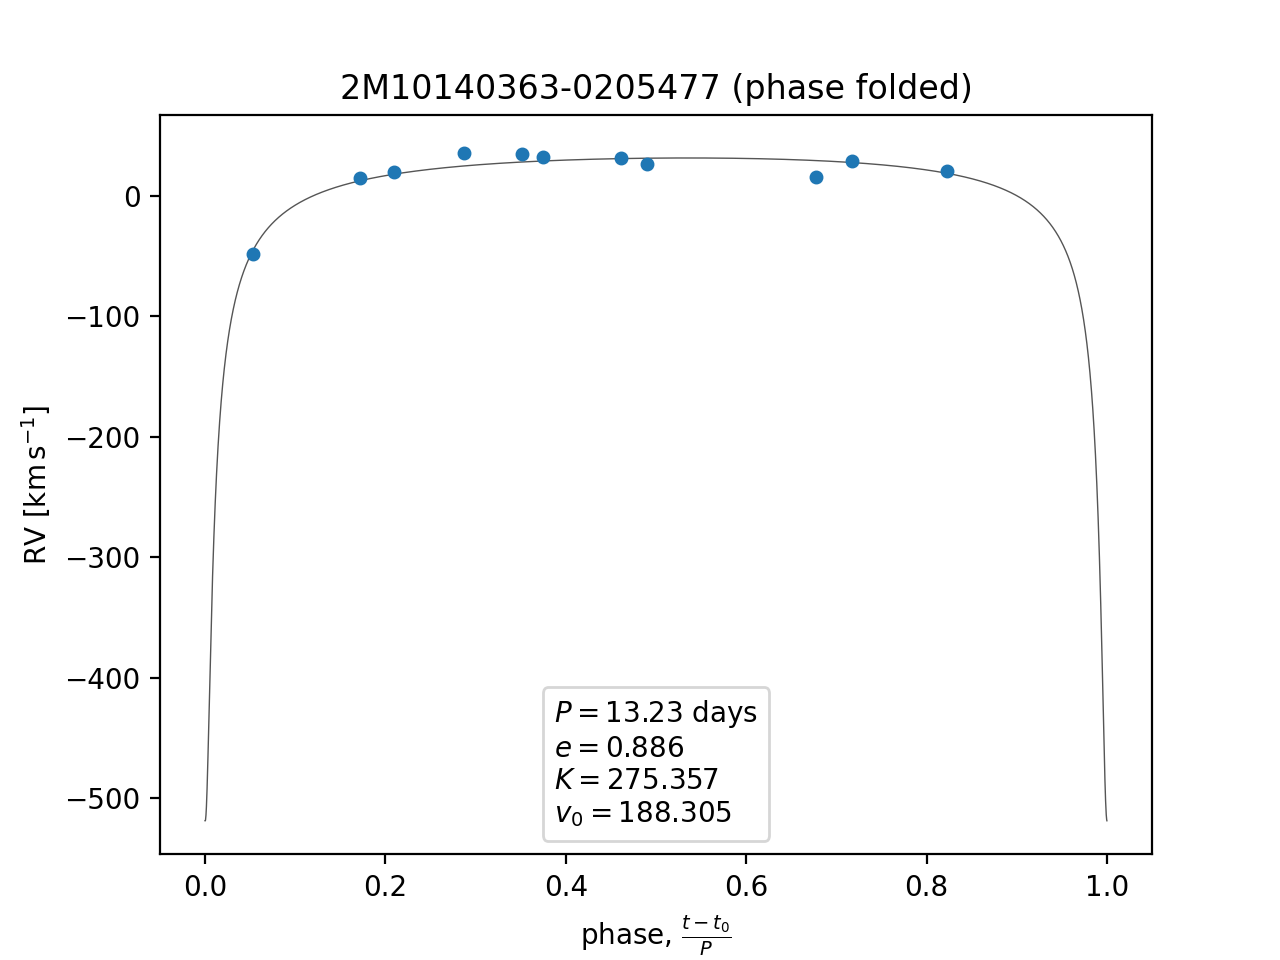 2M10140363-0205477 (phase folded)
RV [km s⁻¹]
0
−100
−200
−300
−400
−500
P = 13.23 days
e = 0.886
K = 275.357
v₀ = 188.305
0.0 0.2 0.4 0.6 0.8 1.0
phase, (t − t₀)/P